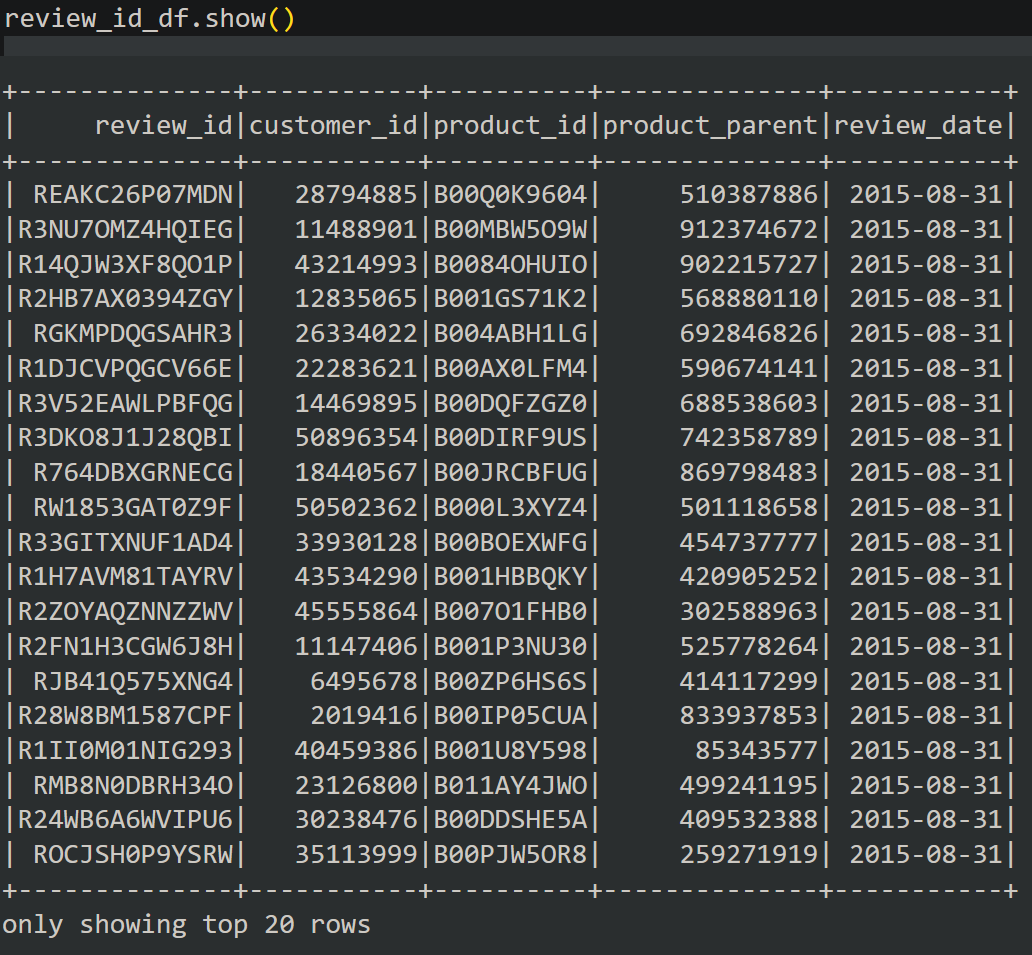 review_id_df.show()
+--------------+-----------+----------+--------------+-----------+
|     review_id|customer_id|product_id|product_parent|review_date|
+--------------+-----------+----------+--------------+-----------+
| REAKC26P07MDN|   28794885|B00Q0K9604|     510387886| 2015-08-31|
|R3NU7OMZ4HQIEG|   11488901|B00MBW5O9W|     912374672| 2015-08-31|
|R14QJW3XF8QO1P|   43214993|B0084OHUIO|     902215727| 2015-08-31|
|R2HB7AX0394ZGY|   12835065|B001GS71K2|     568880110| 2015-08-31|
| RGKMPDQGSAHR3|   26334022|B004ABH1LG|     692846826| 2015-08-31|
|R1DJCVPQGCV66E|   22283621|B00AX0LFM4|     590674141| 2015-08-31|
|R3V52EAWLPBFQG|   14469895|B00DQFZGZ0|     688538603| 2015-08-31|
|R3DKO8J1J28QBI|   50896354|B00DIRF9US|     742358789| 2015-08-31|
| R764DBXGRNECG|   18440567|B00JRCBFUG|     869798483| 2015-08-31|
| RW1853GAT0Z9F|   50502362|B000L3XYZ4|     501118658| 2015-08-31|
|R33GITXNUF1AD4|   33930128|B00BOEXWFG|     454737777| 2015-08-31|
|R1H7AVM81TAYRV|   43534290|B001HBBQKY|     420905252| 2015-08-31|
|R2ZOYAQZNNZZWV|   45555864|B007O1FHB0|     302588963| 2015-08-31|
|R2FN1H3CGW6J8H|   11147406|B001P3NU30|     525778264| 2015-08-31|
| RJB41Q575XNG4|    6495678|B00ZP6HS6S|     414117299| 2015-08-31|
|R28W8BM1587CPF|    2019416|B00IP05CUA|     833937853| 2015-08-31|
|R1II0M01NIG293|   40459386|B001U8Y598|      85343577| 2015-08-31|
| RMB8N0DBRH34O|   23126800|B011AY4JWO|     499241195| 2015-08-31|
|R24WB6A6WVIPU6|   30238476|B00DDSHE5A|     409532388| 2015-08-31|
| ROCJSH0P9YSRW|   35113999|B00PJW5OR8|     259271919| 2015-08-31|
+--------------+-----------+----------+--------------+-----------+
only showing top 20 rows